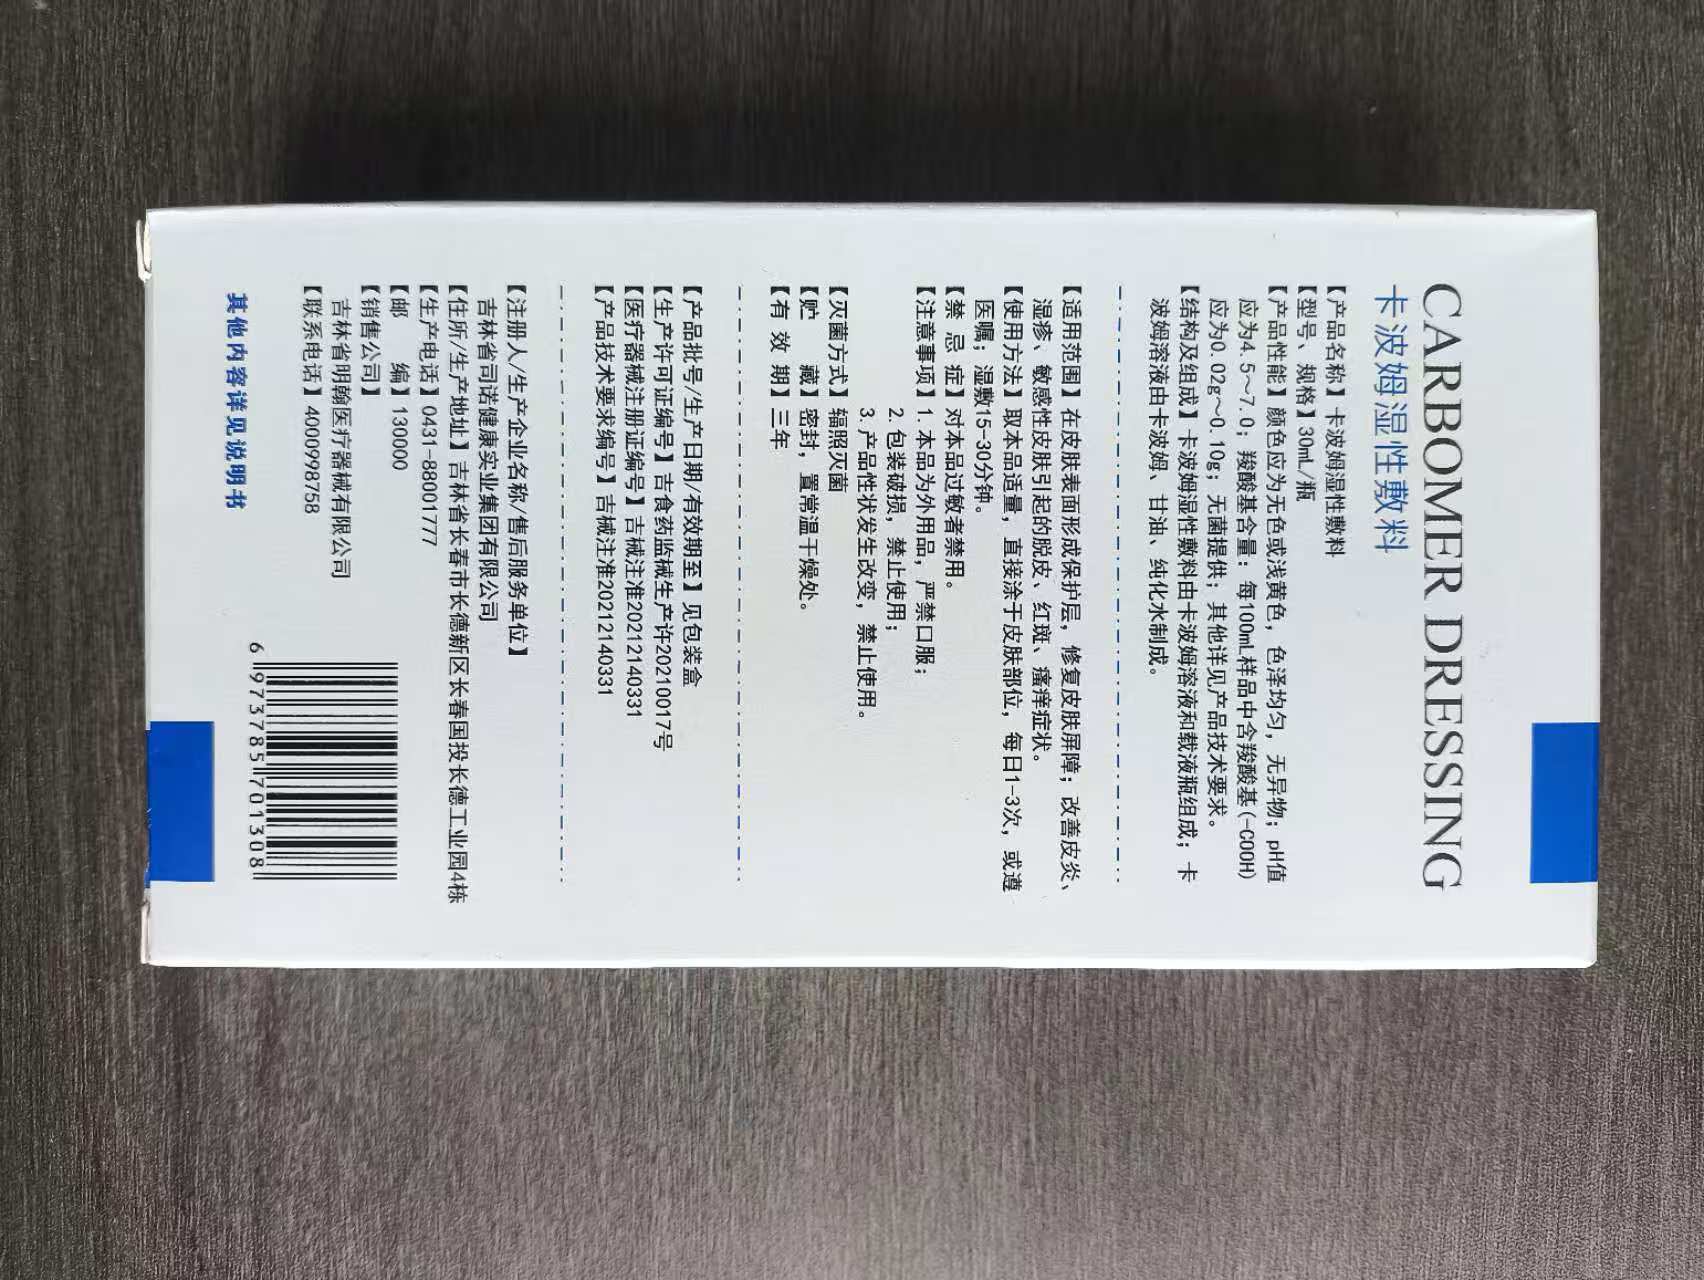 CARBOMER DRESSING
卡波姆湿性敷料
【产品名称】卡波姆湿性敷料
【型号、规格】30mL/瓶
【产品性能】颜色应为无色或浅黄色，色泽均匀，无异物；pH值
应为4.5～7.0；羧酸基含量：每100mL样品中含羧酸基(-COOH)
应为0.02g～0.10g；无菌提供；其他详见产品技术要求。
【结构及组成】卡波姆湿性敷料由卡波姆溶液和载液瓶组成；卡
波姆溶液由卡波姆、甘油、纯化水制成。
【适用范围】在皮肤表面形成保护层，修复皮肤屏障；改善皮炎、
湿疹、敏感性皮肤引起的脱皮、红斑、瘙痒症状。
【使用方法】取本品适量，直接涂于皮肤部位，每日1-3次，或遵
医嘱；湿敷15-30分钟。
【禁 忌 症】对本品过敏者禁用。
【注意事项】1.本品为外用品，严禁口服；
2.包装破损，禁止使用；
3.产品性状发生改变，禁止使用。
【灭菌方式】辐照灭菌
【贮 藏】密封，置常温干燥处。
【有 效 期】三年
【产品批号/生产日期/有效期至】见包装盒
【生产许可证编号】吉食药监械生产许20210017号
【医疗器械注册证编号】吉械注准20212140331
【产品技术要求编号】吉械注准20212140331
【注册人/生产企业名称/售后服务单位】
吉林省司诺健康实业集团有限公司
【住所/生产地址】吉林省长春市长德新区长春国投长德工业园4栋
【生产电话】0431-88001777
【邮 编】130000
【销售公司】
吉林省明翰医疗器械有限公司
【联系电话】4000998758
其他内容详见说明书
6 973785 701308